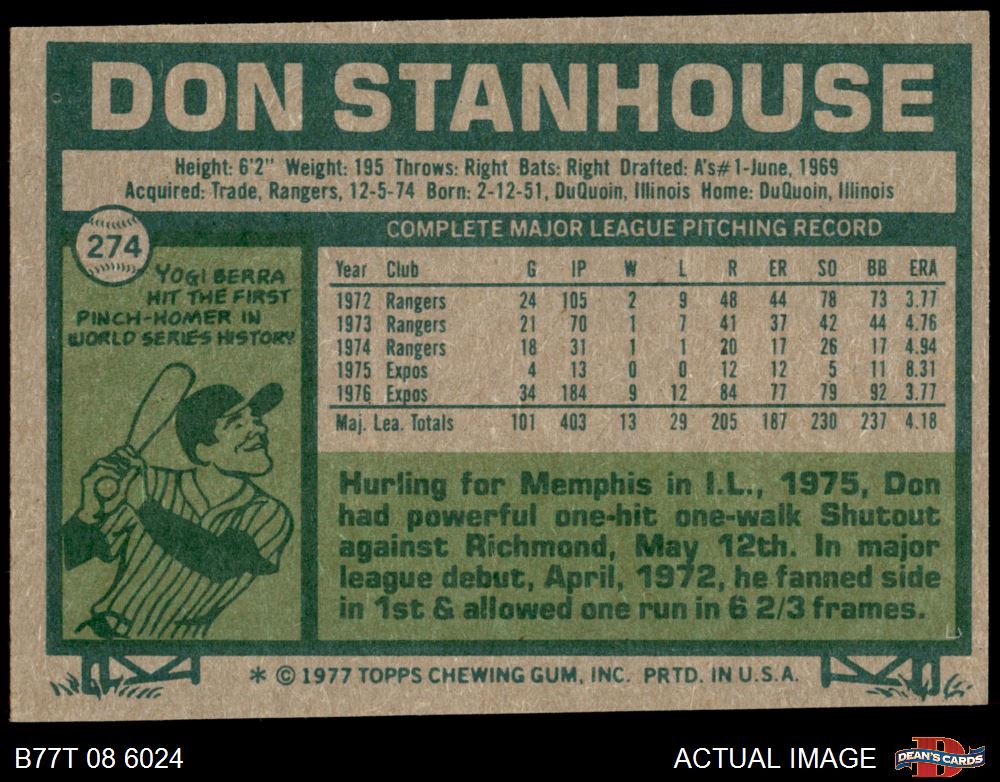 DON STANHOUSE
Height: 6'2" Weight: 195 Throws: Right Bats: Right Drafted: A's#1-June, 1969
Acquired: Trade, Rangers, 12-5-74 Born: 2-12-51, DuQuoin, Illinois Home: DuQuoin, Illinois
274
YOGI BERRA
HIT THE FIRST
PINCH-HOMER IN
WORLD SERIES HISTORY
COMPLETE MAJOR LEAGUE PITCHING RECORD
Year Club G IP W L R ER SO BB ERA
1972 Rangers 24 105 2 9 48 44 78 73 3.77
1973 Rangers 21 70 1 7 41 37 42 44 4.76
1974 Rangers 18 31 1 1 20 17 26 17 4.94
1975 Expos 4 13 0 0 12 12 5 11 8.31
1976 Expos 34 184 9 12 84 77 79 92 3.77
Maj. Lea. Totals 101 403 13 29 205 187 230 237 4.18
Hurling for Memphis in I.L., 1975, Don
had powerful one-hit one-walk Shutout
against Richmond, May 12th. In major
league debut, April, 1972, he fanned side
in 1st & allowed one run in 6 2/3 frames.
* © 1977 TOPPS CHEWING GUM, INC. PRTD. IN U.S.A.
B77T 08 6024
ACTUAL IMAGE
D
DEAN'S CARDS